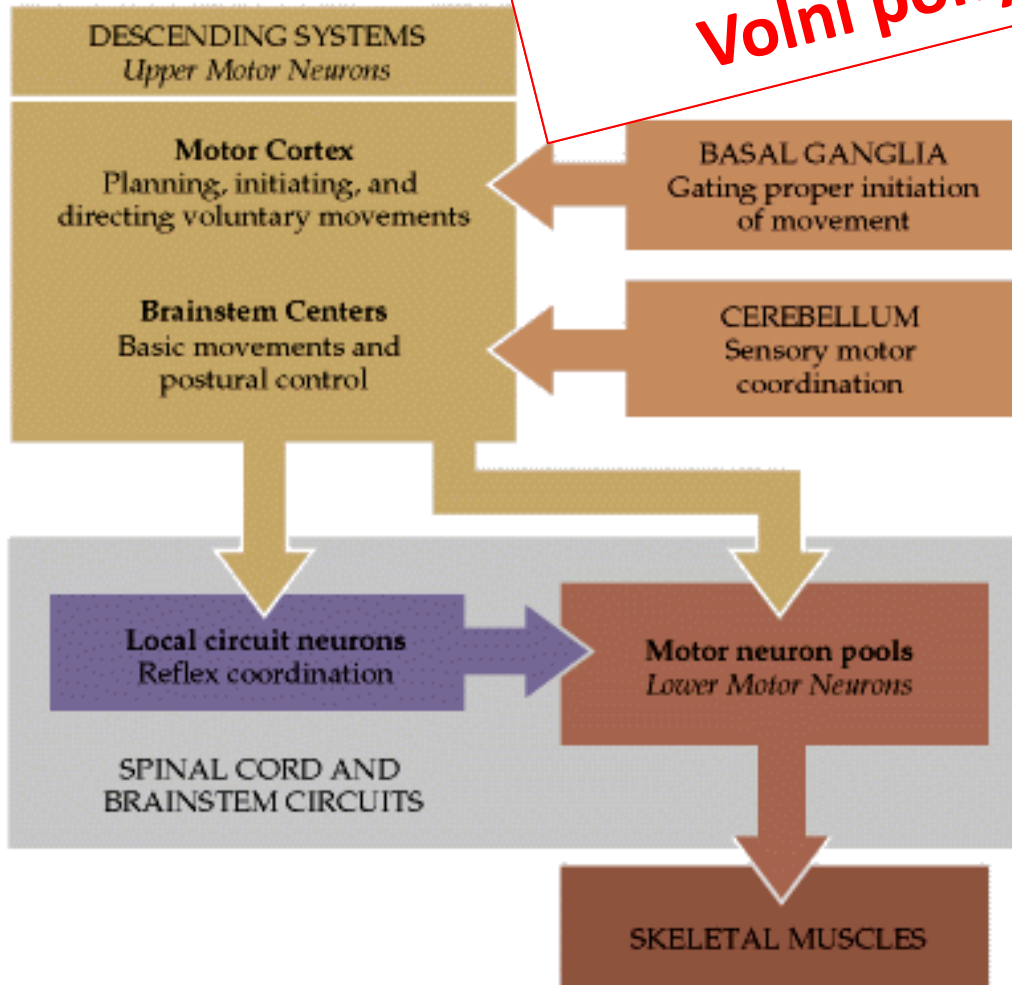 Volni
DESCENDING SYSTEMS
Upper Motor Neurons
Motor Cortex
Planning, initiating, and
directing voluntary movements
BASAL GANGLIA
Gating proper initiation
of movement
Brainstem Centers
Basic movements and
postural control
CEREBELLUM
Sensory motor
coordination
Local circuit neurons
Reflex coordination
Motor neuron pools
Lower Motor Neurons
SPINAL CORD AND
BRAINSTEM CIRCUITS
SKELETAL MUSCLES